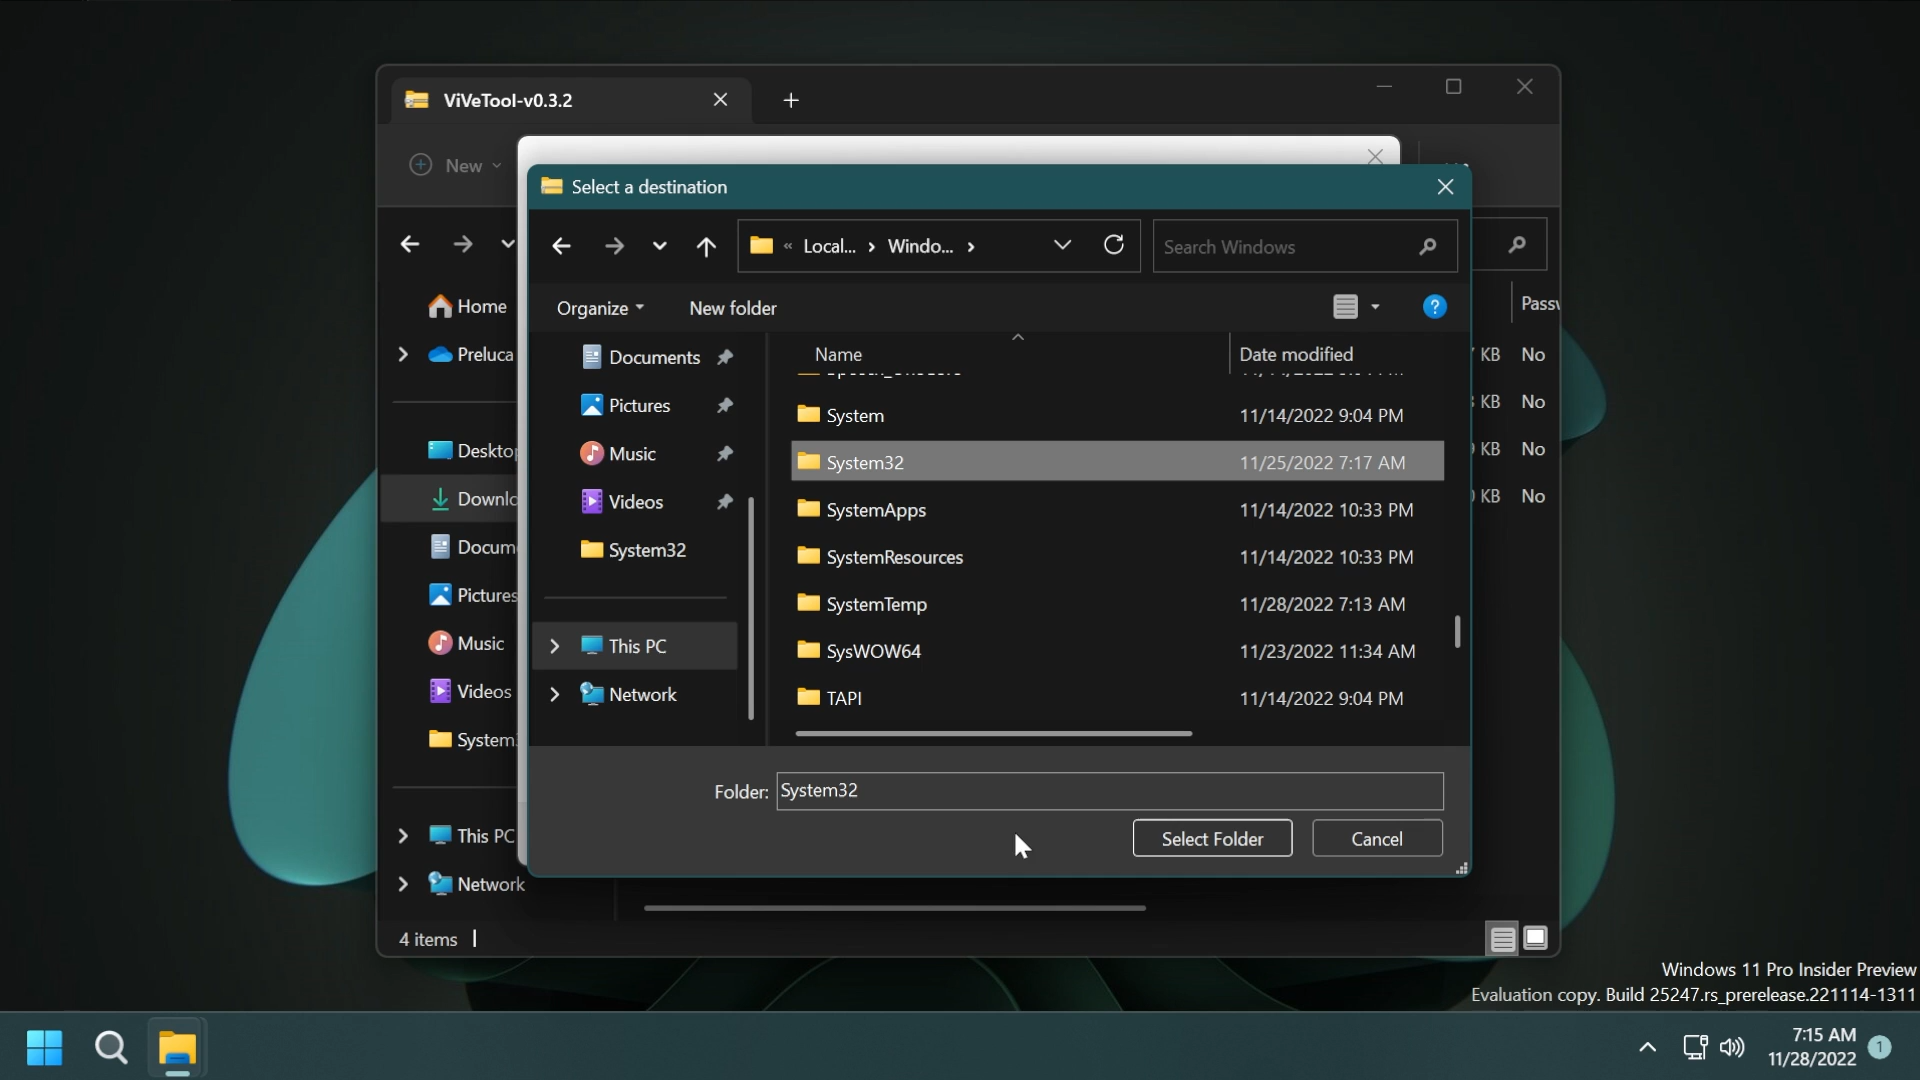 ViVeTool-v0.3.2
New
Select a destination
« Local... › Windo... ›
Search Windows
Organize
New folder
?
Home
Preluca
Desktop
Downlo
Docum
Pictures
Music
Videos
System3
This PC
Network
4 items
Documents
Pictures
Music
Videos
System32
This PC
Network
Name Date modified
System 11/14/2022 9:04 PM
System32 11/25/2022 7:17 AM
SystemApps 11/14/2022 10:33 PM
SystemResources 11/14/2022 10:33 PM
SystemTemp 11/28/2022 7:13 AM
SysWOW64 11/23/2022 11:34 AM
TAPI 11/14/2022 9:04 PM
Folder: System32
Select Folder Cancel
Passw
KB No
KB No
KB No
KB No
Windows 11 Pro Insider Preview
Evaluation copy. Build 25247.rs_prerelease.221114-1311
7:15 AM
11/28/2022
1